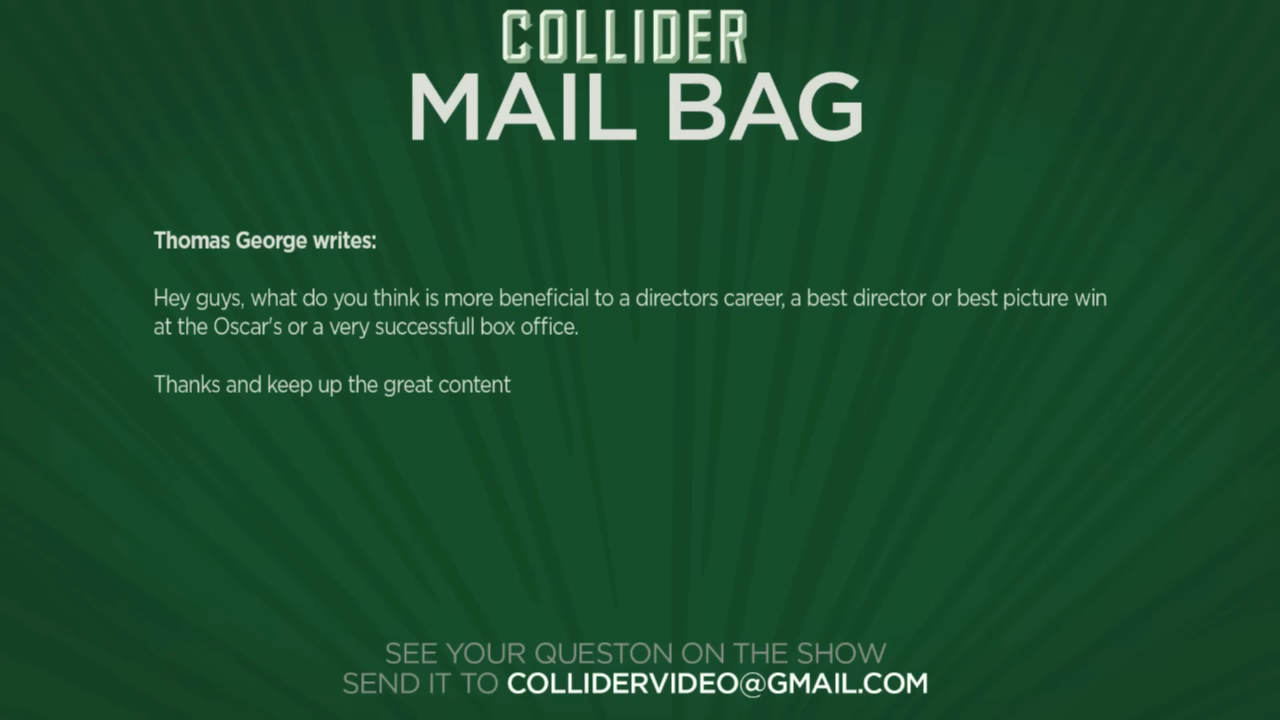 COLLIDER
MAIL BAG
Thomas George writes:
Hey guys, what do you think is more beneficial to a directors career, a best director or best picture win
at the Oscar's or a very successfull box office.
Thanks and keep up the great content
SEE YOUR QUESTON ON THE SHOW
SEND IT TO COLLIDERVIDEO@GMAIL.COM